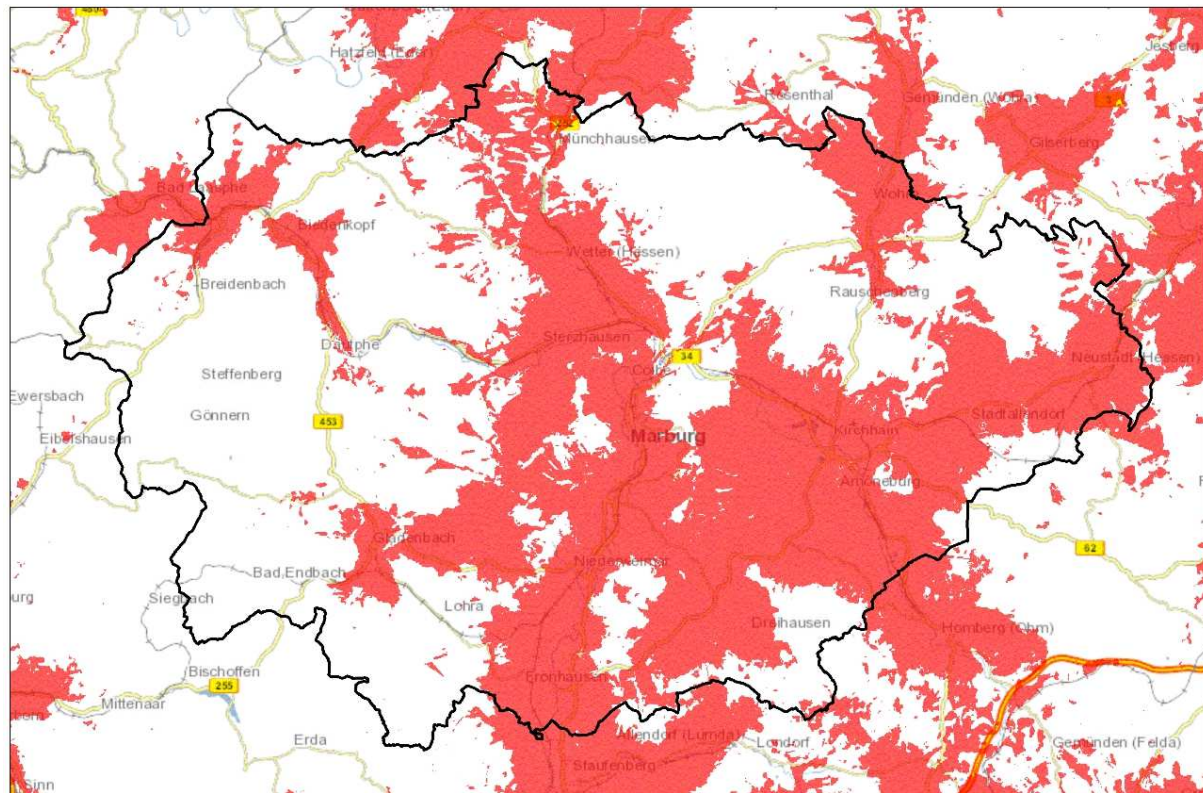 Hatzfeld (Eder)
Jesberg
Rosenthal
Gemünden (Wohra)
3
Münchhausen
Gilserberg
Bad Laasphe
Wohra
Biedenkopf
Wetter (Hessen)
Breidenbach
Rauschenberg
Sterzhausen
Dautphe
34
Cölbe
Neustadt (Hessen)
Steffenberg
Ewersbach
Gönnern
453
Stadtallendorf
Eibelshausen
Marburg
Kirchhain
Amöneburg
Gladenbach
62
Niederweimar
Bad Endbach
Siegbach
Lohra
Dreihausen
Homberg (Ohm)
Bischoffen
255
Fronhausen
Mittenaar
Erda
Allendorf (Lumda)
Londorf
Gemünden (Felda)
Staufenberg
Sinn